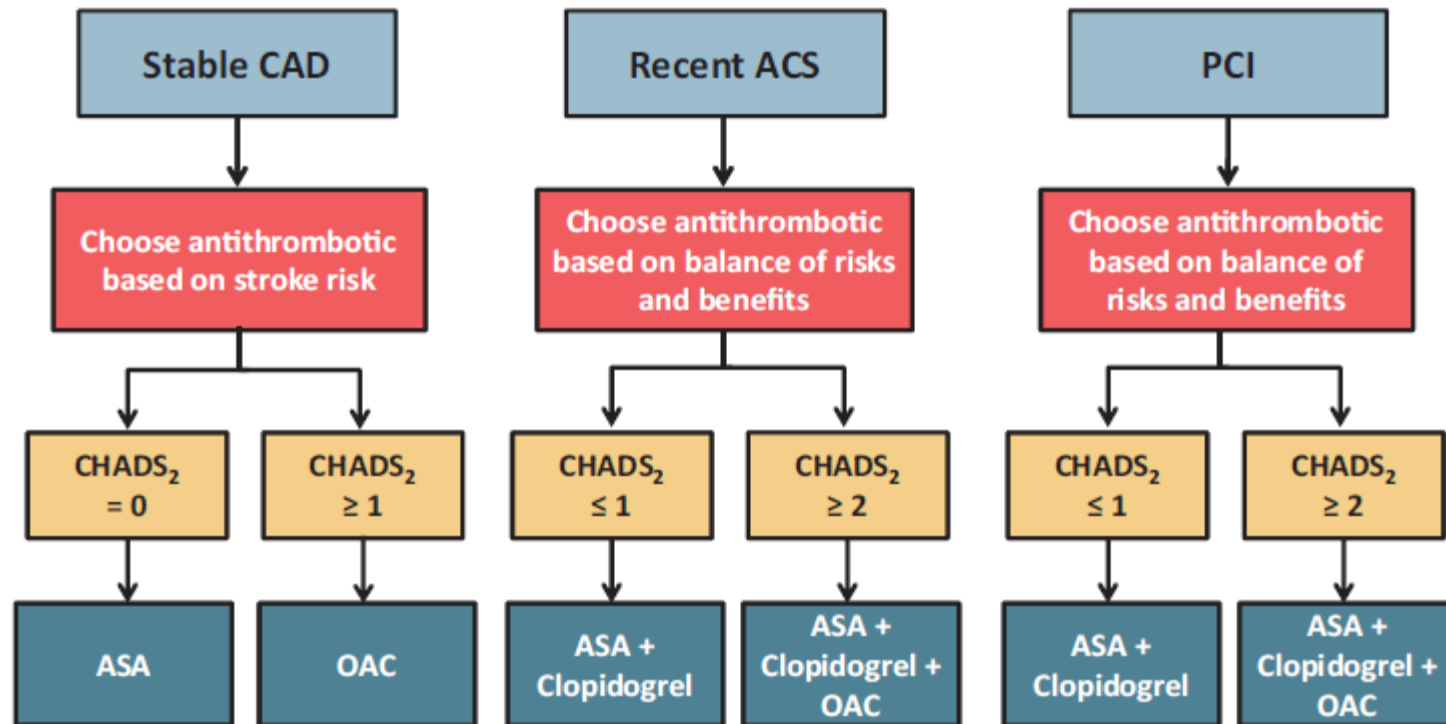 Stable CAD
Recent ACS
PCI
Choose antithrombotic
based on stroke risk
Choose antithrombotic
based on balance of risks
and benefits
Choose antithrombotic
based on balance of
risks and benefits
CHADS₂
= 0
CHADS₂
≥ 1
CHADS₂
≤ 1
CHADS₂
≥ 2
CHADS₂
≤ 1
CHADS₂
≥ 2
ASA
OAC
ASA +
Clopidogrel
ASA +
Clopidogrel +
OAC
ASA +
Clopidogrel
ASA +
Clopidogrel +
OAC